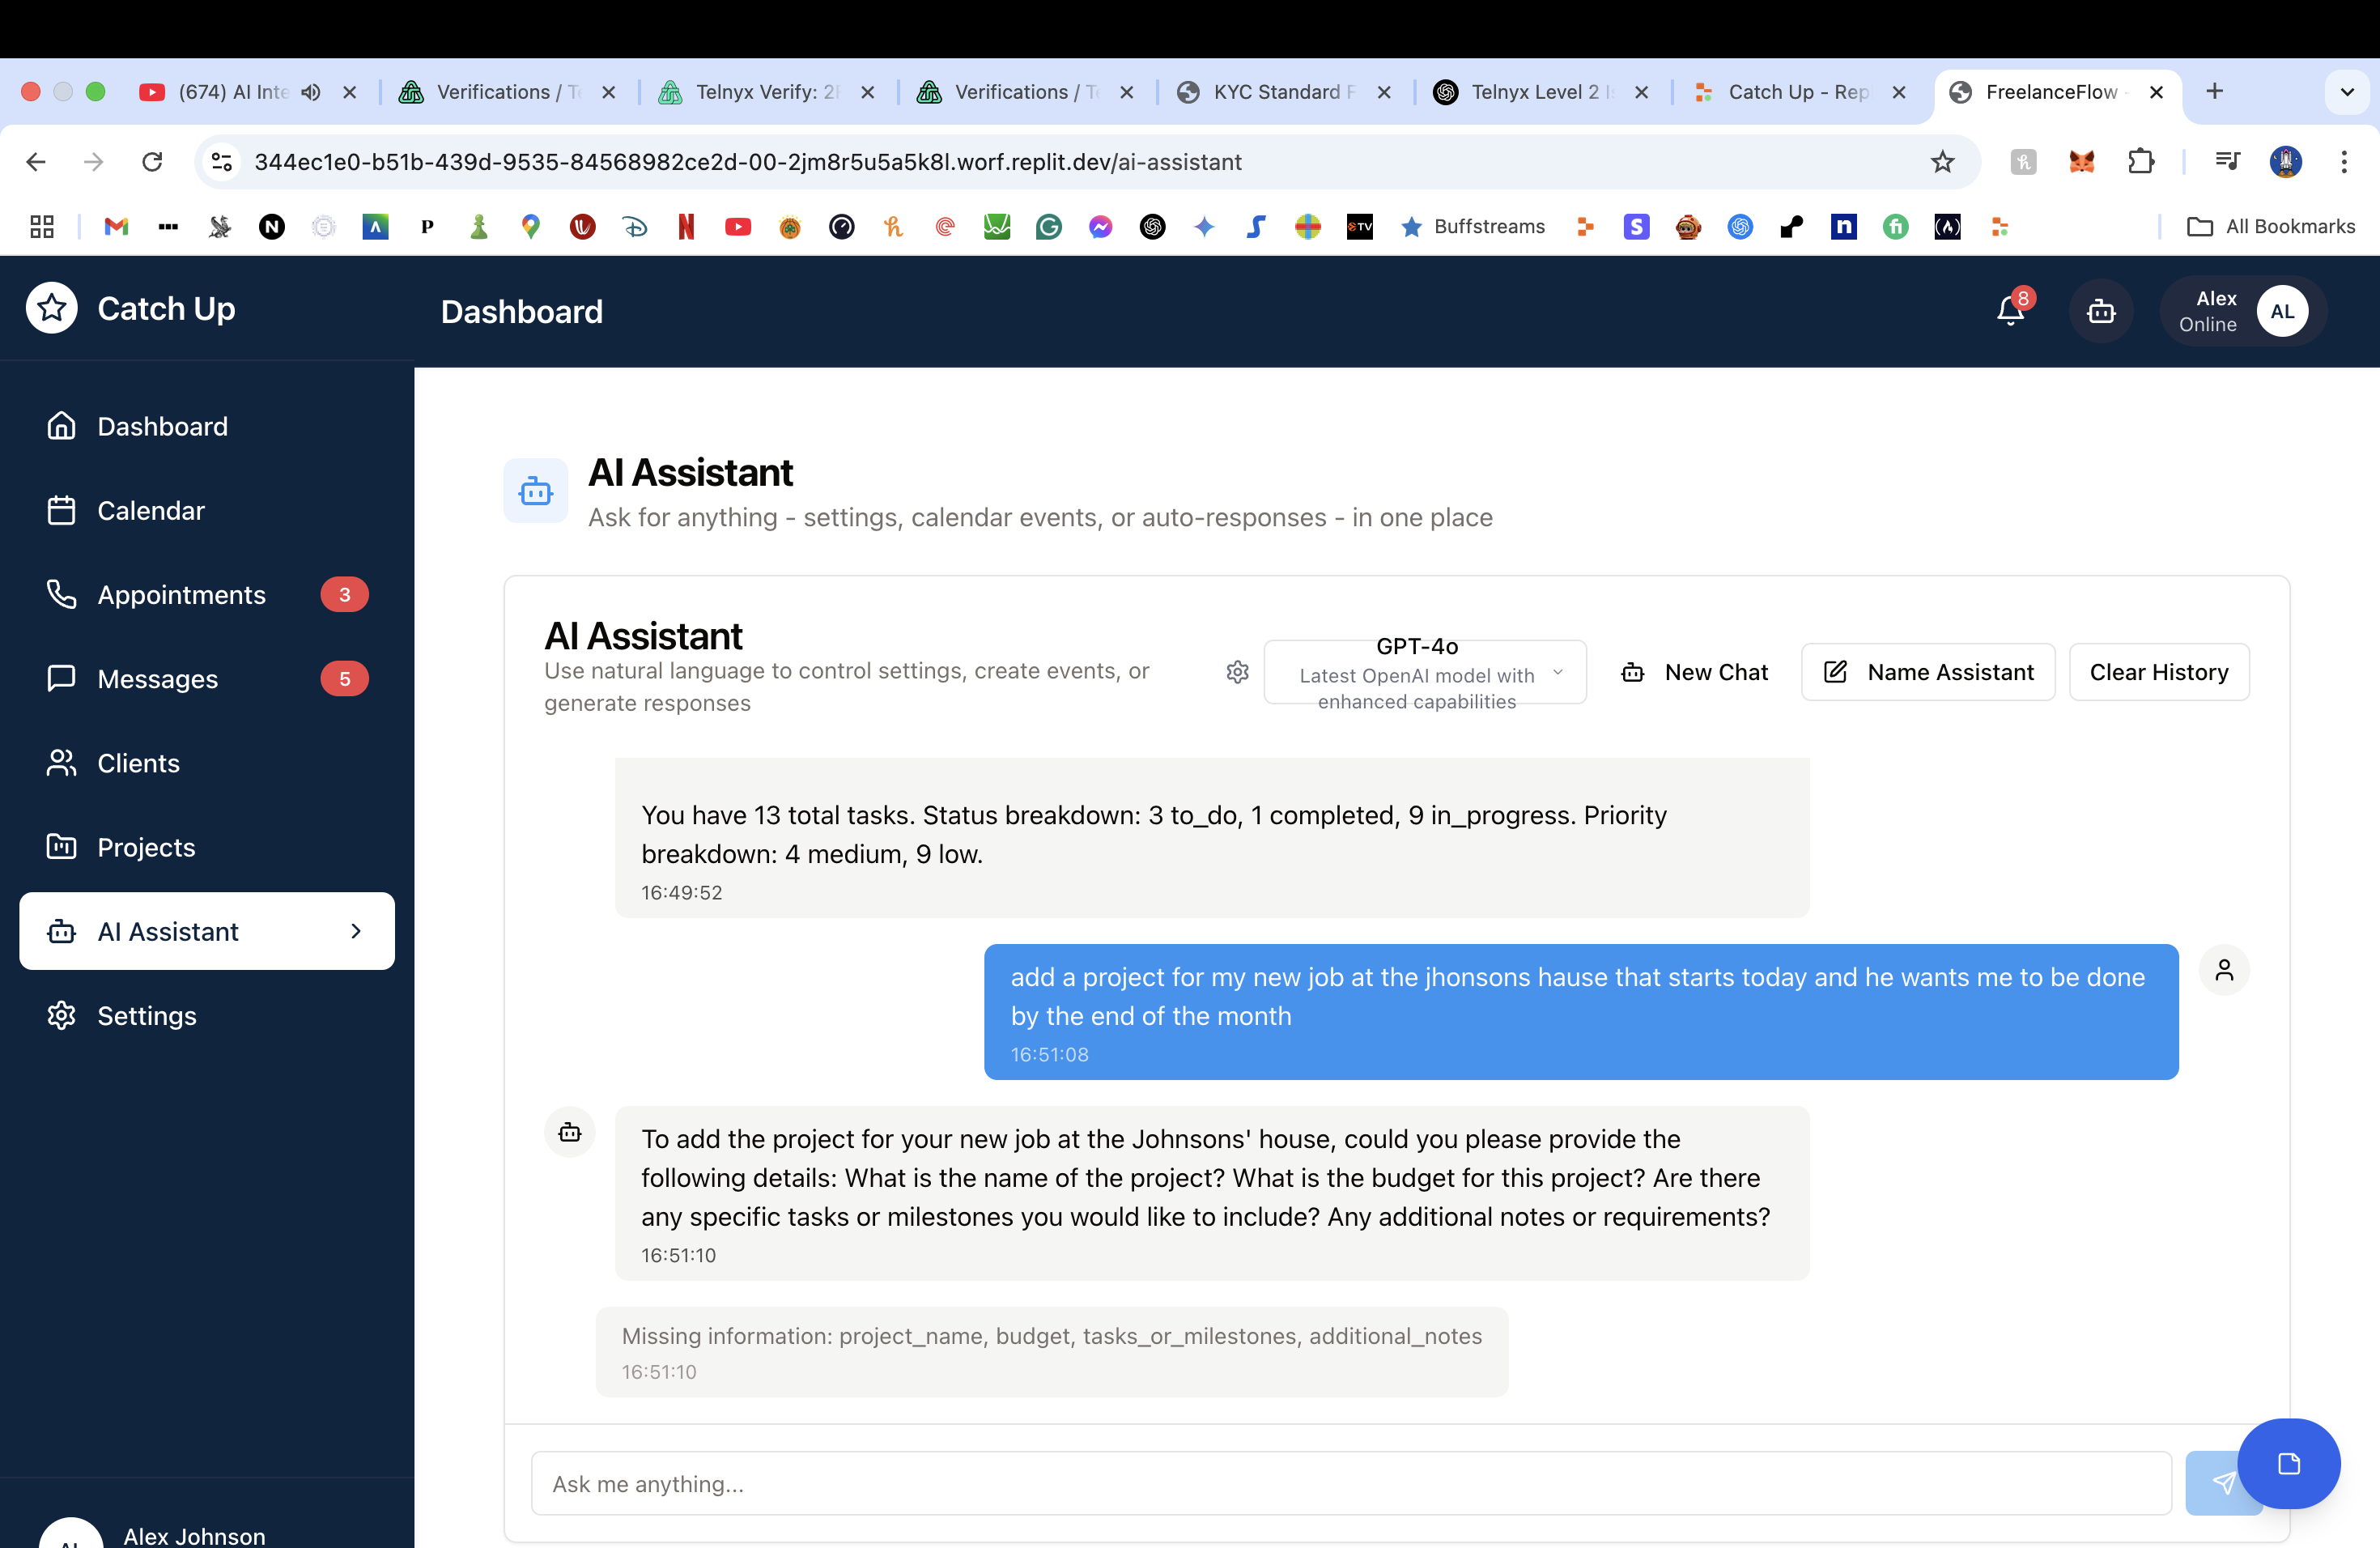 (674) AI Inte
Verifications / Te
Telnyx Verify: 2F
Verifications / Te
KYC Standard F
Telnyx Level 2 Is
Catch Up - Rep
FreelanceFlow -
344ec1e0-b51b-439d-9535-84568982ce2d-00-2jm8r5u5a5k8l.worf.replit.dev/ai-assistant
Buffstreams
All Bookmarks
Catch Up
Dashboard
8
Alex
Online
AL
Dashboard
Calendar
Appointments 3
Messages 5
Clients
Projects
AI Assistant
Settings
Alex Johnson
AI Assistant
Ask for anything - settings, calendar events, or auto-responses - in one place
AI Assistant
Use natural language to control settings, create events, or
generate responses
GPT-4o
Latest OpenAI model with
enhanced capabilities
New Chat
Name Assistant
Clear History
You have 13 total tasks. Status breakdown: 3 to_do, 1 completed, 9 in_progress. Priority
breakdown: 4 medium, 9 low.
16:49:52
add a project for my new job at the jhonsons hause that starts today and he wants me to be done
by the end of the month
16:51:08
To add the project for your new job at the Johnsons' house, could you please provide the
following details: What is the name of the project? What is the budget for this project? Are there
any specific tasks or milestones you would like to include? Any additional notes or requirements?
16:51:10
Missing information: project_name, budget, tasks_or_milestones, additional_notes
16:51:10
Ask me anything...